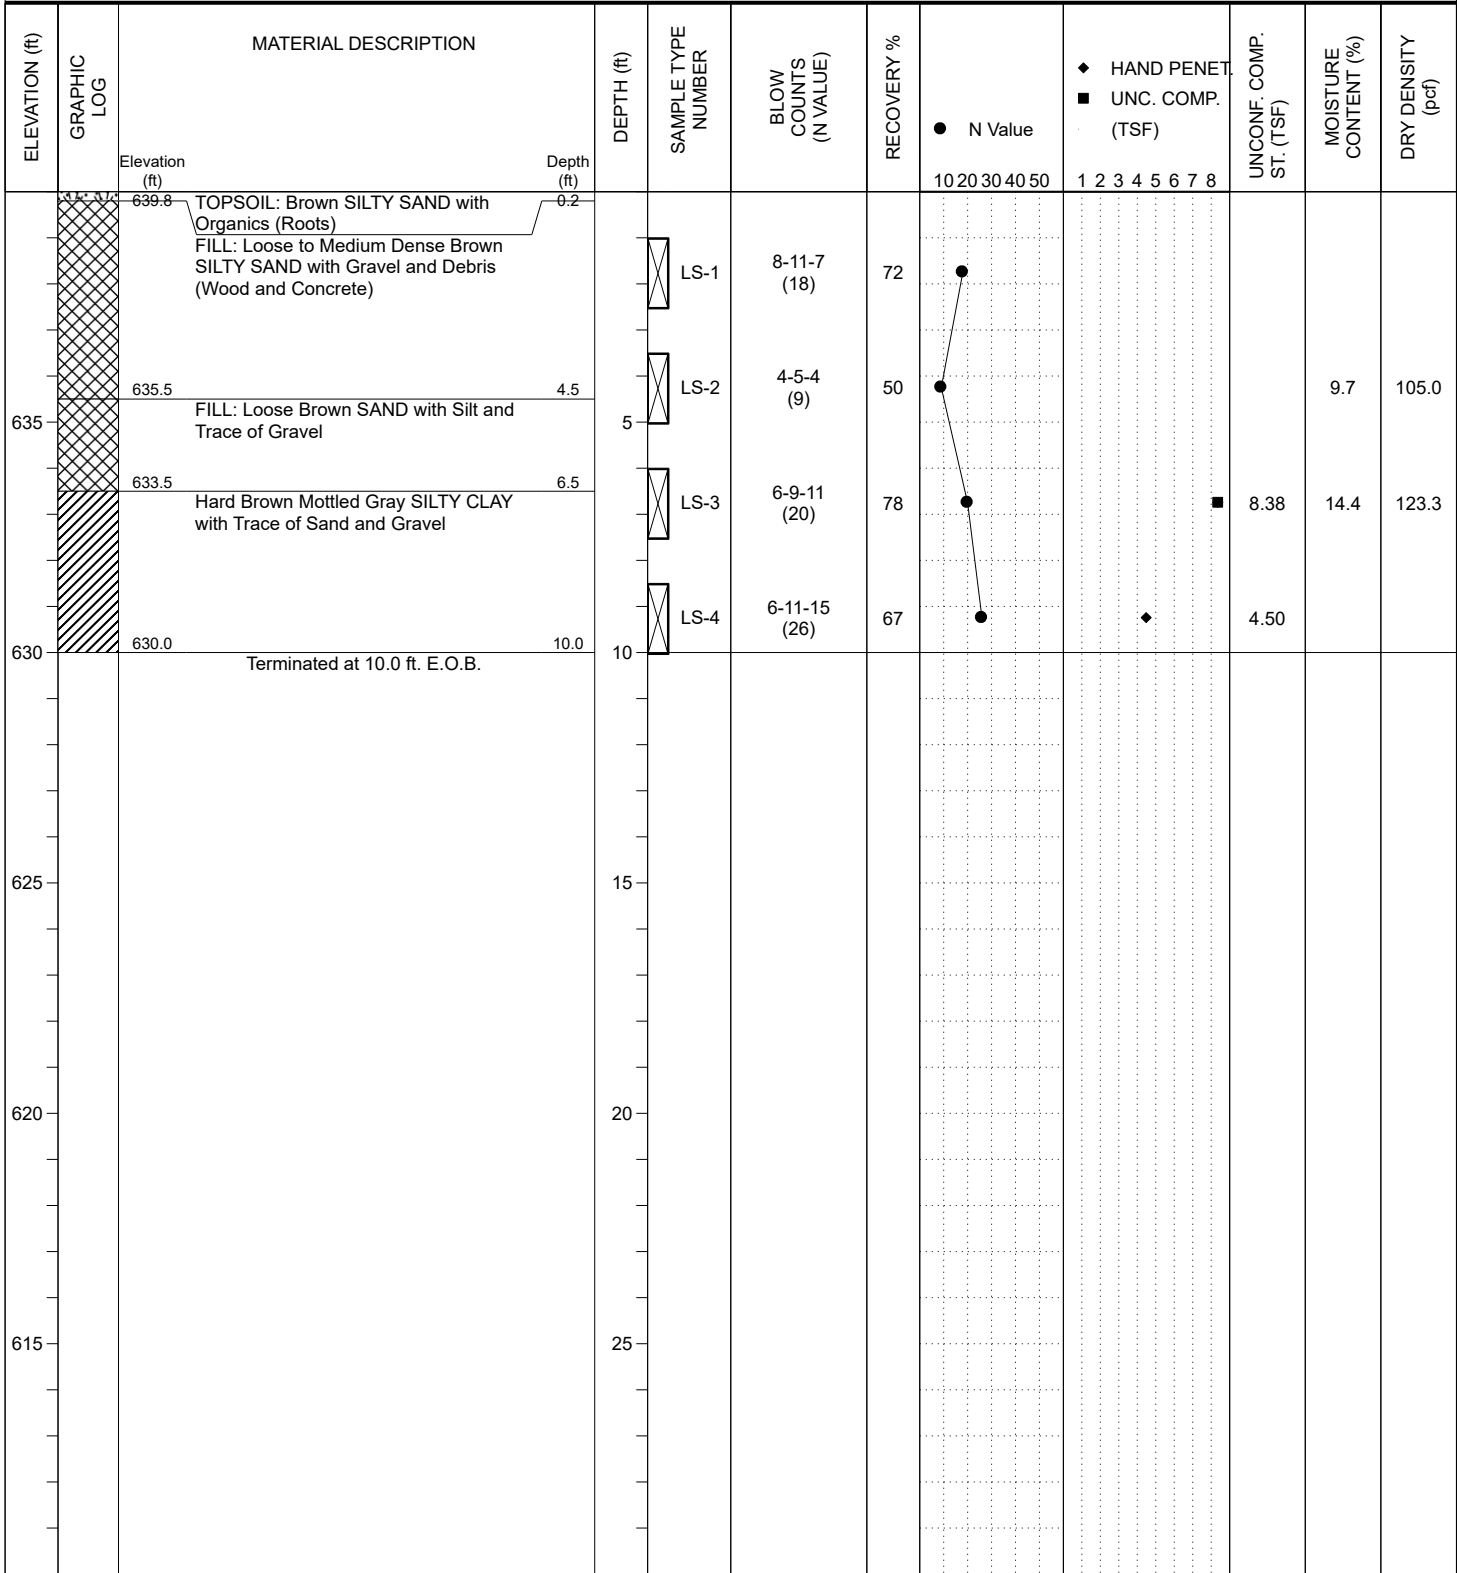 ELEVATION (ft)
GRAPHIC
LOG
MATERIAL DESCRIPTION
Elevation
(ft)
Depth
(ft)
DEPTH (ft)
SAMPLE TYPE
NUMBER
BLOW
COUNTS
(N VALUE)
RECOVERY %
N Value
10 20 30 40 50
HAND PENET.
UNC. COMP.
(TSF)
1 2 3 4 5 6 7 8
UNCONF. COMP.
ST. (TSF)
MOISTURE
CONTENT (%)
DRY DENSITY
(pcf)
639.8 TOPSOIL: Brown SILTY SAND with 0.2
Organics (Roots)
FILL: Loose to Medium Dense Brown
SILTY SAND with Gravel and Debris
(Wood and Concrete)
LS-1 8-11-7 72
(18)
635.5 4.5
LS-2 4-5-4 50 9.7 105.0
(9)
FILL: Loose Brown SAND with Silt and
Trace of Gravel
635 5
633.5 6.5
Hard Brown Mottled Gray SILTY CLAY
with Trace of Sand and Gravel
LS-3 6-9-11 78 8.38 14.4 123.3
(20)
LS-4 6-11-15 67 4.50
(26)
630.0 10.0
630 10
Terminated at 10.0 ft. E.O.B.
625 15
620 20
615 25